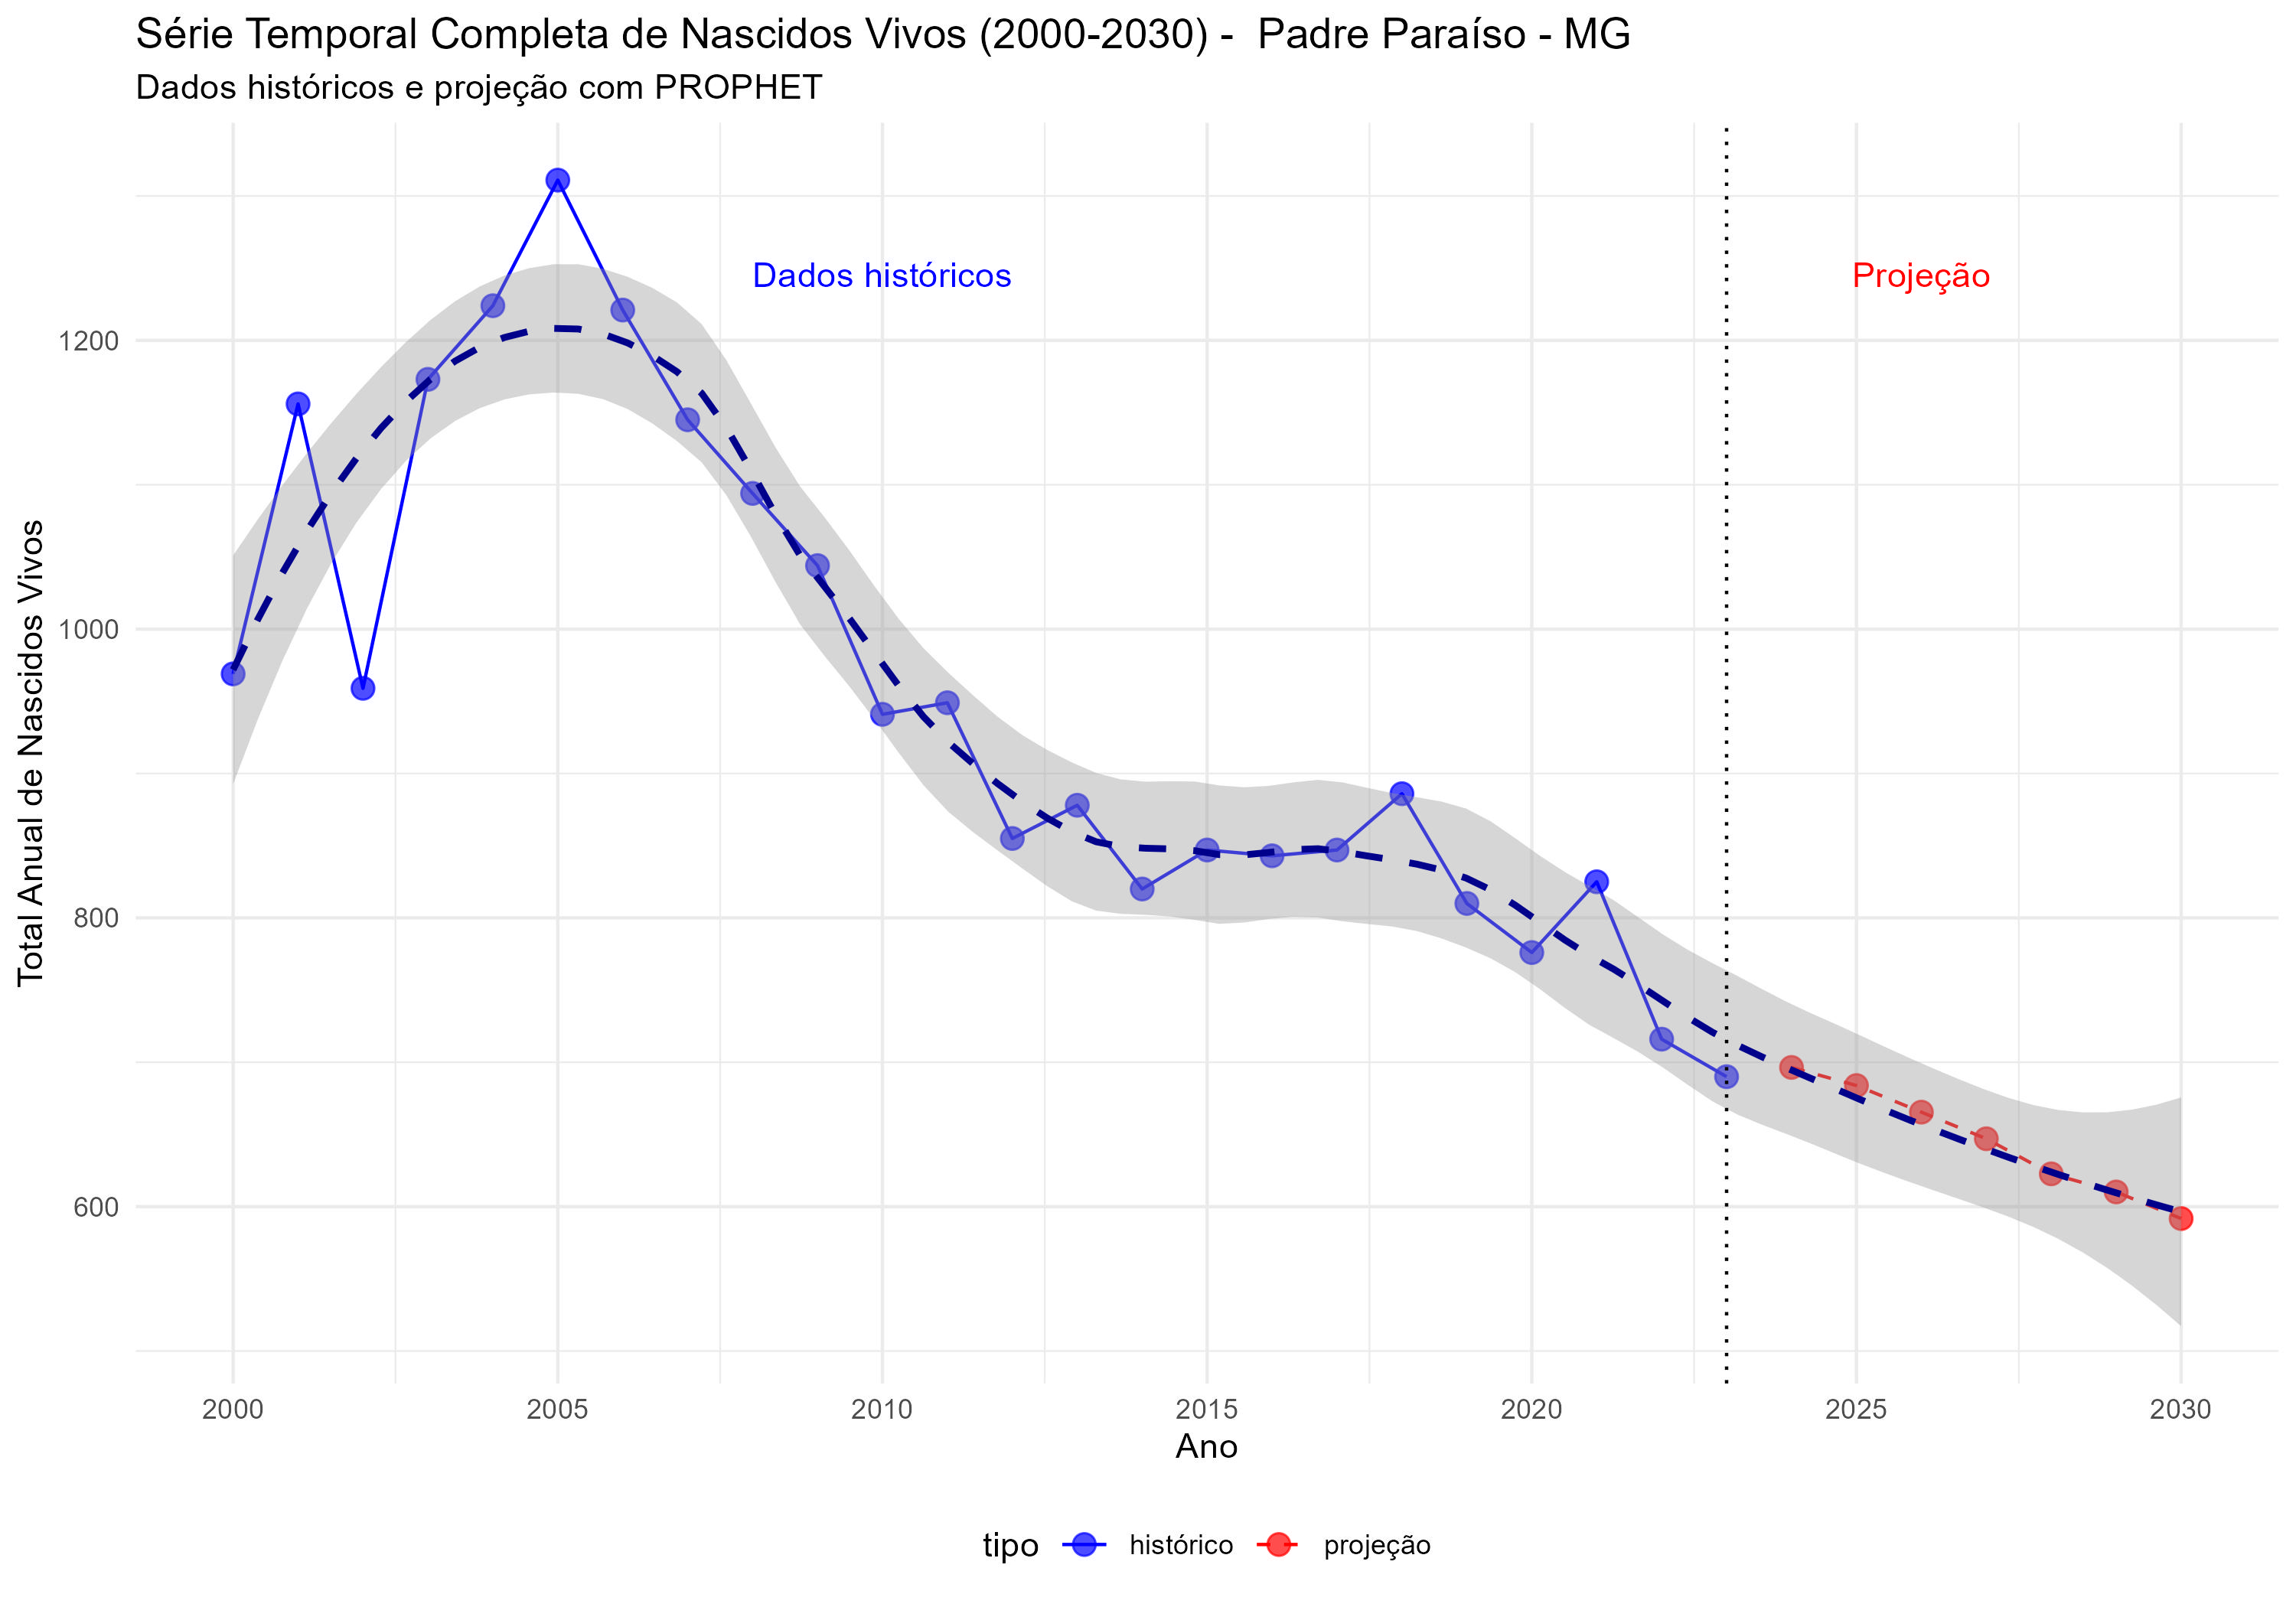 Série Temporal Completa de Nascidos Vivos (2000-2030) -  Padre Paraíso - MG
Dados históricos e projeção com PROPHET
Dados históricos
Projeção
Total Anual de Nascidos Vivos
1200
1000
800
600
2000 2005 2010 2015 2020 2025 2030
Ano
tipo histórico projeção